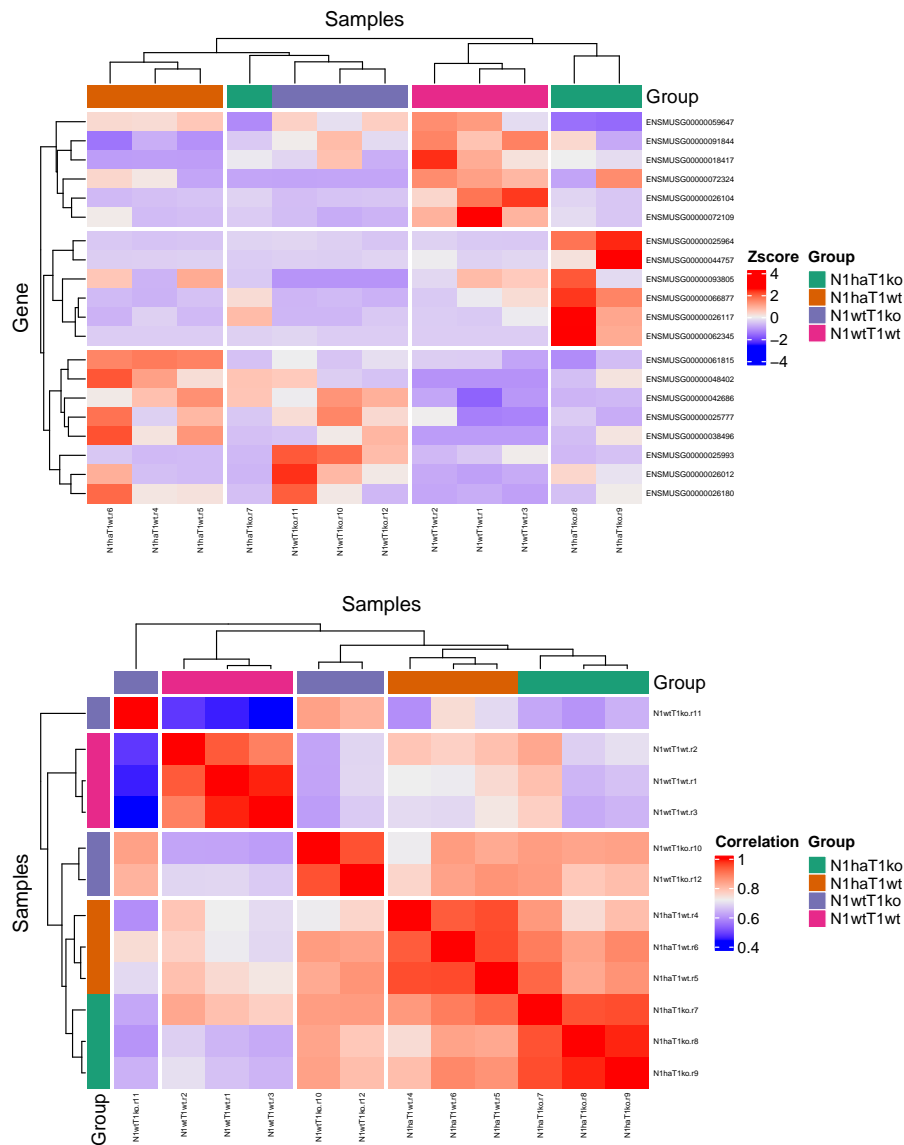 Samples
Group
ENSMUSG00000059647
ENSMUSG00000091844
ENSMUSG00000018417
ENSMUSG00000072324
ENSMUSG00000026104
ENSMUSG00000072109
ENSMUSG00000025964
ENSMUSG00000044757
ENSMUSG00000093805
ENSMUSG00000066877
ENSMUSG00000026117
ENSMUSG00000062345
ENSMUSG00000061815
ENSMUSG00000048402
ENSMUSG00000042686
ENSMUSG00000025777
ENSMUSG00000038496
ENSMUSG00000025993
ENSMUSG00000026012
ENSMUSG00000026180
Gene
Zscore
4
2
0
−2
−4
Group
N1haT1ko
N1haT1wt
N1wtT1ko
N1wtT1wt
N1haT1wt.r6
N1haT1wt.r4
N1haT1wt.r5
N1haT1ko.r7
N1wtT1ko.r11
N1wtT1ko.r10
N1wtT1ko.r12
N1wtT1wt.r2
N1wtT1wt.r1
N1wtT1wt.r3
N1haT1ko.r8
N1haT1ko.r9
Samples
Group
N1wtT1ko.r11
N1wtT1wt.r2
N1wtT1wt.r1
N1wtT1wt.r3
N1wtT1ko.r10
N1wtT1ko.r12
N1haT1wt.r4
N1haT1wt.r6
N1haT1wt.r5
N1haT1ko.r7
N1haT1ko.r8
N1haT1ko.r9
Samples
Correlation
1
0.8
0.6
0.4
Group
N1haT1ko
N1haT1wt
N1wtT1ko
N1wtT1wt
Group
N1wtT1ko.r11
N1wtT1wt.r2
N1wtT1wt.r1
N1wtT1wt.r3
N1wtT1ko.r10
N1wtT1ko.r12
N1haT1wt.r4
N1haT1wt.r6
N1haT1wt.r5
N1haT1ko.r7
N1haT1ko.r8
N1haT1ko.r9